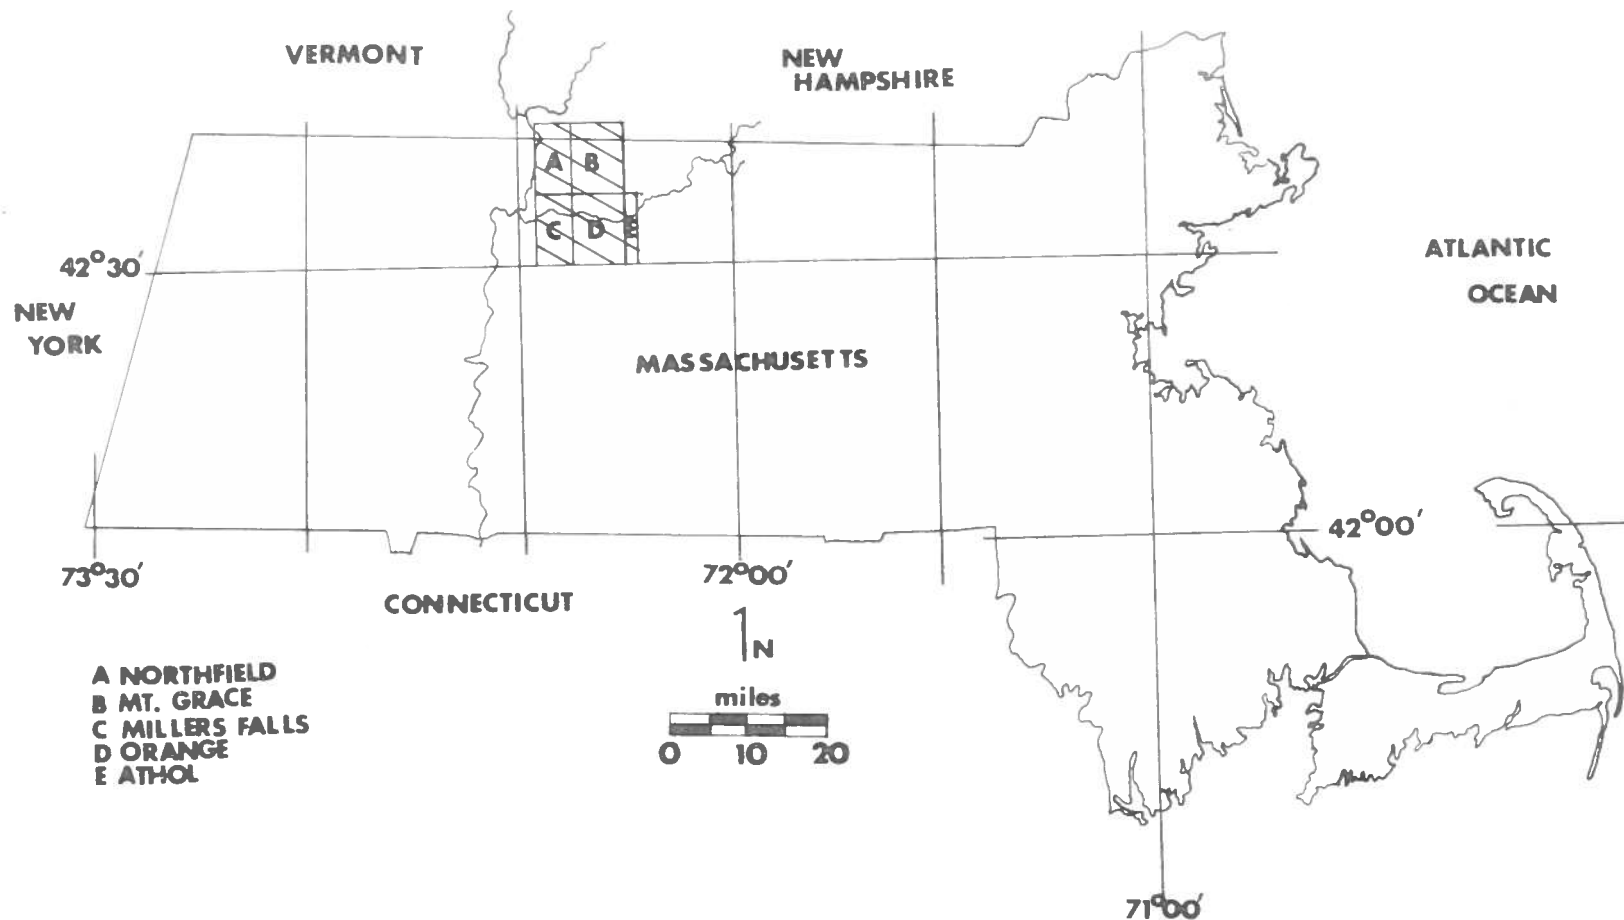 VERMONT
NEW
HAMPSHIRE
A B
C D E
42°30′
ATLANTIC
OCEAN
NEW
YORK
MASSACHUSETTS
42°00′
73°30′
72°00′
CONNECTICUT
N
A NORTHFIELD
B MT. GRACE
C MILLERS FALLS
D ORANGE
E ATHOL
miles
0 10 20
71°00′